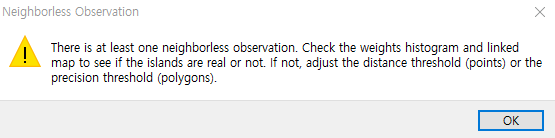 Neighborless Observation
There is at least one neighborless observation. Check the weights histogram and linked
map to see if the islands are real or not. If not, adjust the distance threshold (points) or the
precision threshold (polygons).
OK